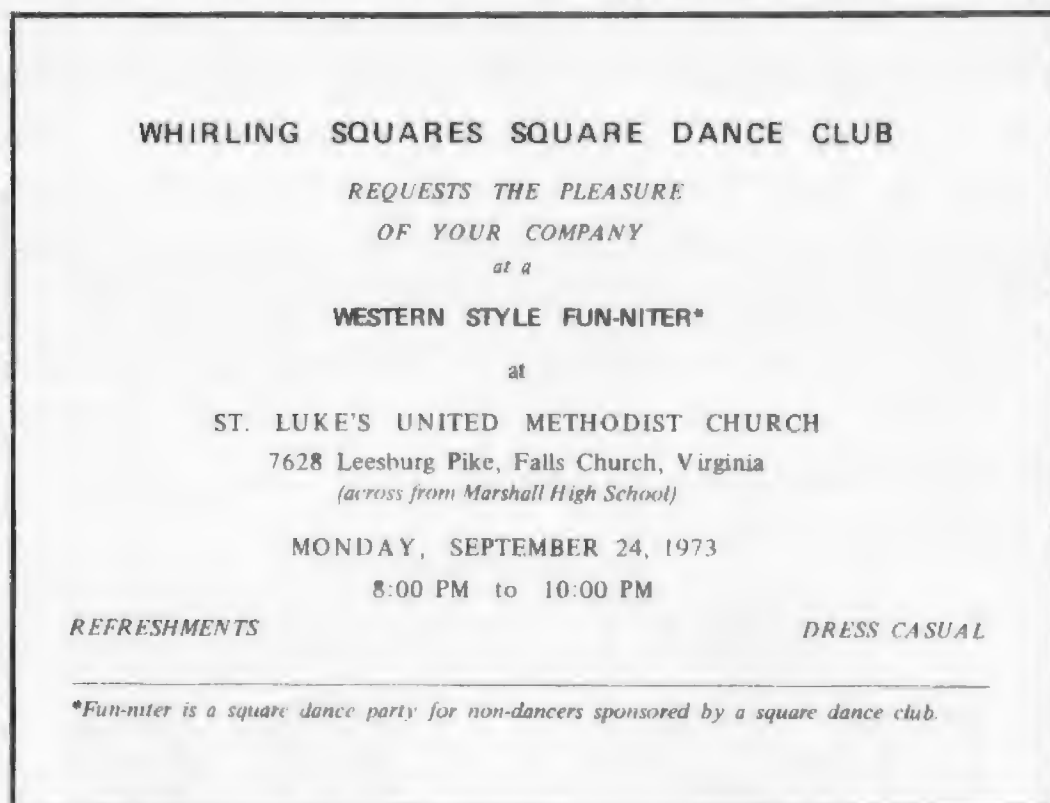 WHIRLING SQUARES SQUARE DANCE CLUB
REQUESTS THE PLEASURE
OF YOUR COMPANY
at a
WESTERN STYLE FUN-NITER*
at
ST. LUKE'S UNITED METHODIST CHURCH
7628 Leesburg Pike, Falls Church, Virginia
(across from Marshall High School)
MONDAY, SEPTEMBER 24, 1973
8:00 PM to 10:00 PM
REFRESHMENTS DRESS CASUAL
*Fun-niter is a square dance party for non-dancers sponsored by a square dance club.